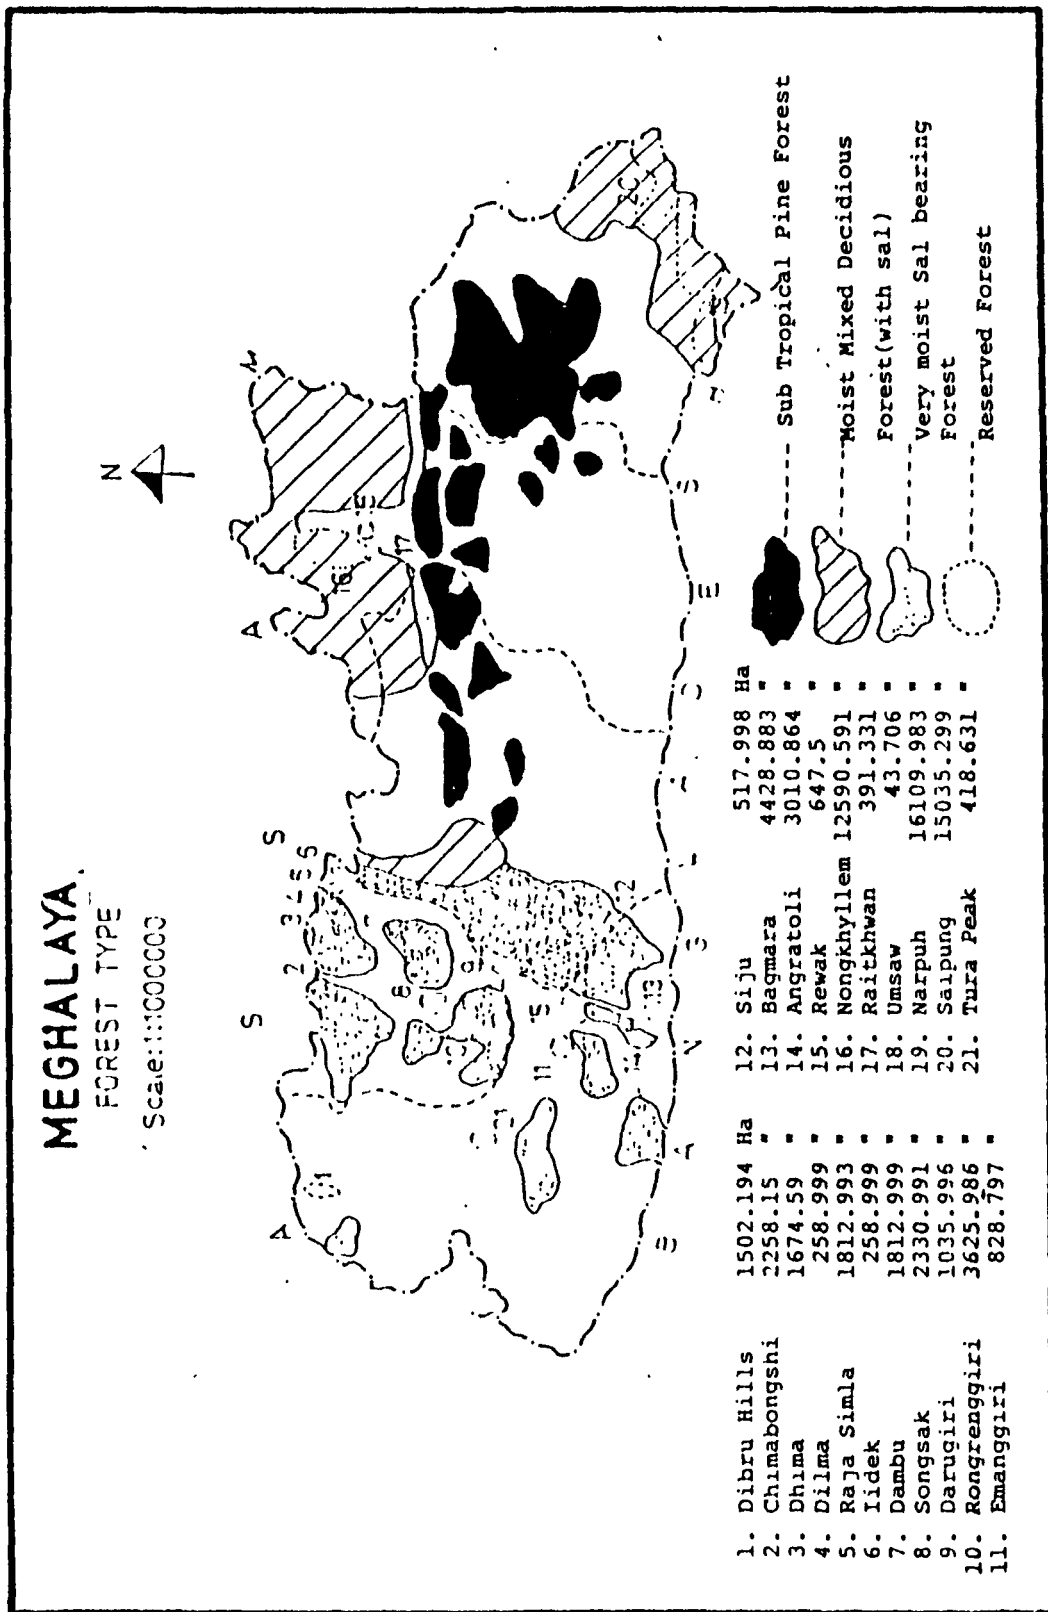 MEGHALAYA
FOREST TYPE
Scale:1:1000000
N
A S S A M
B A N G L A D E S H
1. Dibru Hills 1502.194 Ha
2. Chimabongshi 2258.15 "
3. Dhima 1674.59 "
4. Dilma 258.999 "
5. Raja Simla 1812.993 "
6. Iidek 258.999 "
7. Dambu 1812.999 "
8. Songsak 2330.991 "
9. Darugiri 1035.996 "
10. Rongrenggiri 3625.986 "
11. Emanggiri 828.797 "
12. Siju 517.998 Ha
13. Bagmara 4428.883 "
14. Angratoli 3010.864 "
15. Rewak 647.5 "
16. Nongkhyllem 12590.591 "
17. Raitkhwan 391.331 "
18. Umsaw 43.706 "
19. Narpuh 16109.983 "
20. Saipung 15035.299 "
21. Tura Peak 418.631 "
Sub Tropical Pine Forest
Moist Mixed Decidious
Forest(with sal)
Very moist Sal bearing
Forest
Reserved Forest